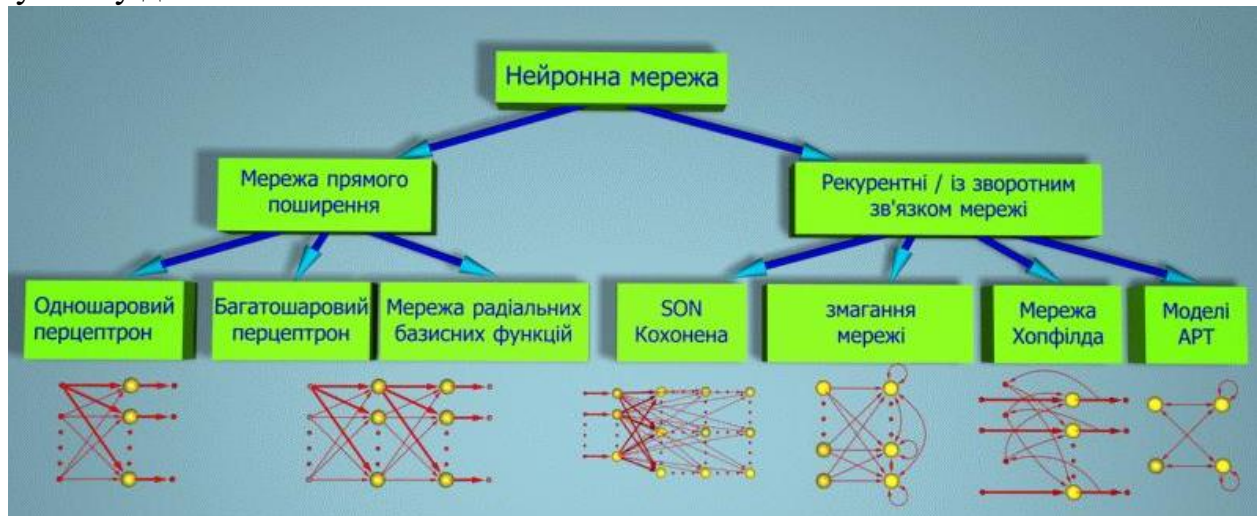 Нейронна мережа
Мережа прямого
поширення
Рекурентні / із зворотним
зв'язком мережі
Одношаровий
перцептрон
Багатошаровий
перцептрон
Мережа радіальних
базисних функцій
SON
Кохонена
змагання
мережі
Мережа
Хопфілда
Моделі
АРТ